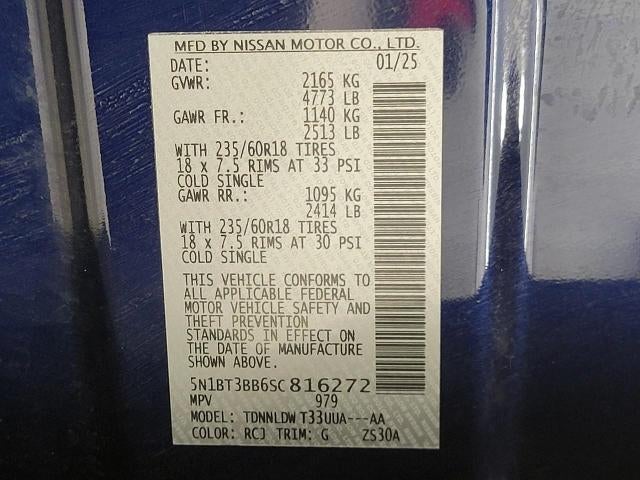 MFD BY NISSAN MOTOR CO., LTD.
DATE: 01/25
GVWR: 2165 KG
4773 LB
GAWR FR.: 1140 KG
2513 LB
WITH 235/60R18 TIRES
18 x 7.5 RIMS AT 33 PSI
COLD SINGLE
GAWR RR.: 1095 KG
2414 LB
WITH 235/60R18 TIRES
18 x 7.5 RIMS AT 30 PSI
COLD SINGLE
THIS VEHICLE CONFORMS TO
ALL APPLICABLE FEDERAL
MOTOR VEHICLE SAFETY AND
THEFT PREVENTION
STANDARDS IN EFFECT ON
THE DATE OF MANUFACTURE
SHOWN ABOVE.
5N1BT3BB6SC816272
MPV 979
MODEL: TDNNLDW T33UUA---AA
COLOR: RCJ TRIM: G ZS30A